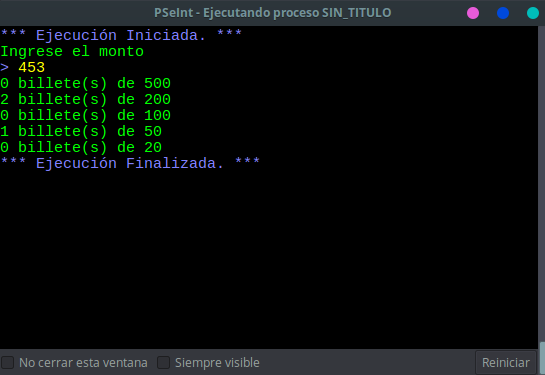 PSeInt - Ejecutando proceso SIN_TITULO
*** Ejecución Iniciada. ***
Ingrese el monto
> 453
0 billete(s) de 500
2 billete(s) de 200
0 billete(s) de 100
1 billete(s) de 50
0 billete(s) de 20
*** Ejecución Finalizada. ***
No cerrar esta ventana Siempre visible Reiniciar